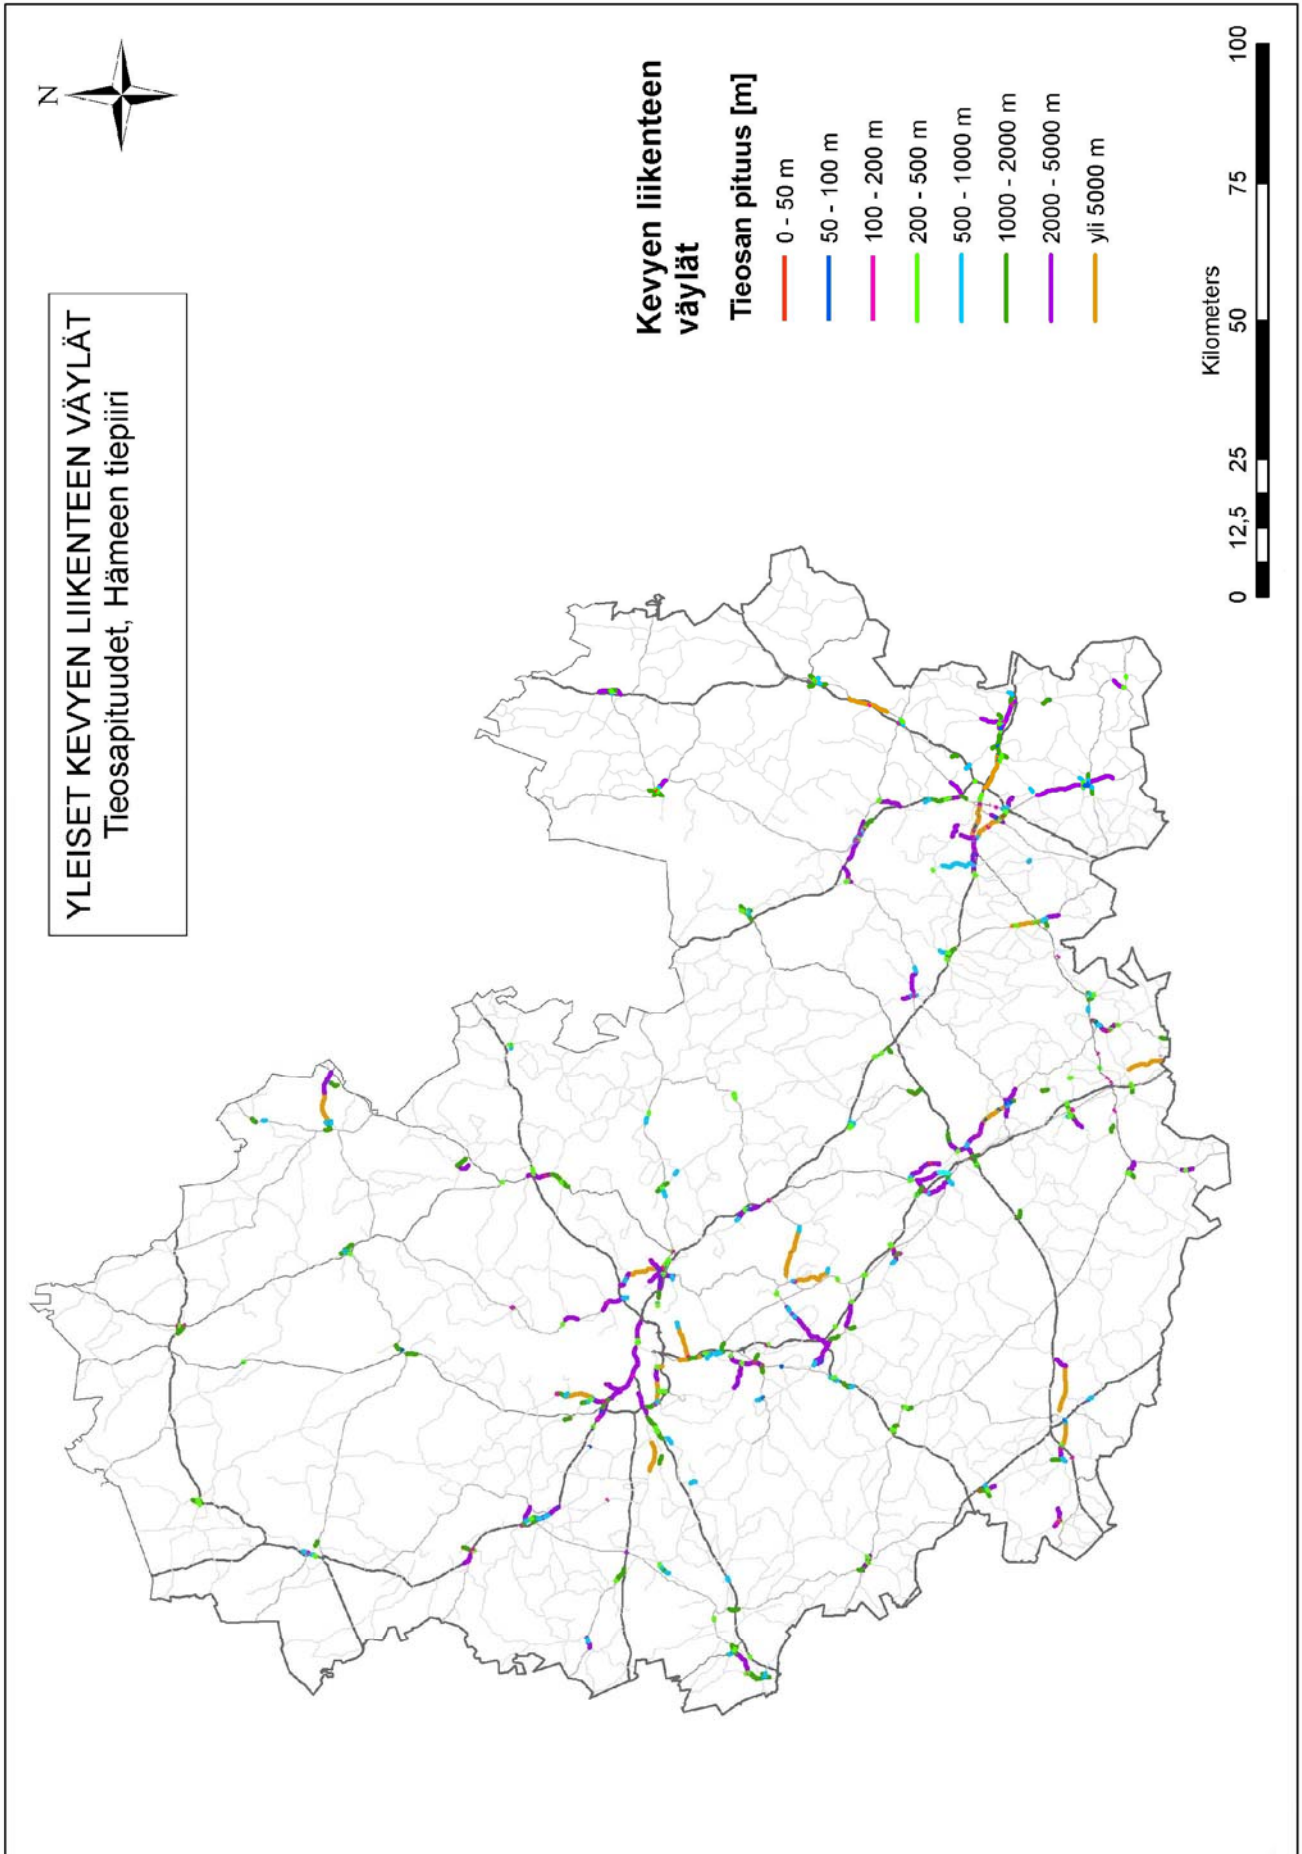 YLEISET KEVYEN LIIKENTEEN VÄYLÄT
Tieosapituudet, Hämeen tiepiiri
N
Kevyen liikenteen
väylät
Tieosan pituus [m]
0 - 50 m
50 - 100 m
100 - 200 m
200 - 500 m
500 - 1000 m
1000 - 2000 m
2000 - 5000 m
yli 5000 m
Kilometers
0 12,5 25 50 75 100